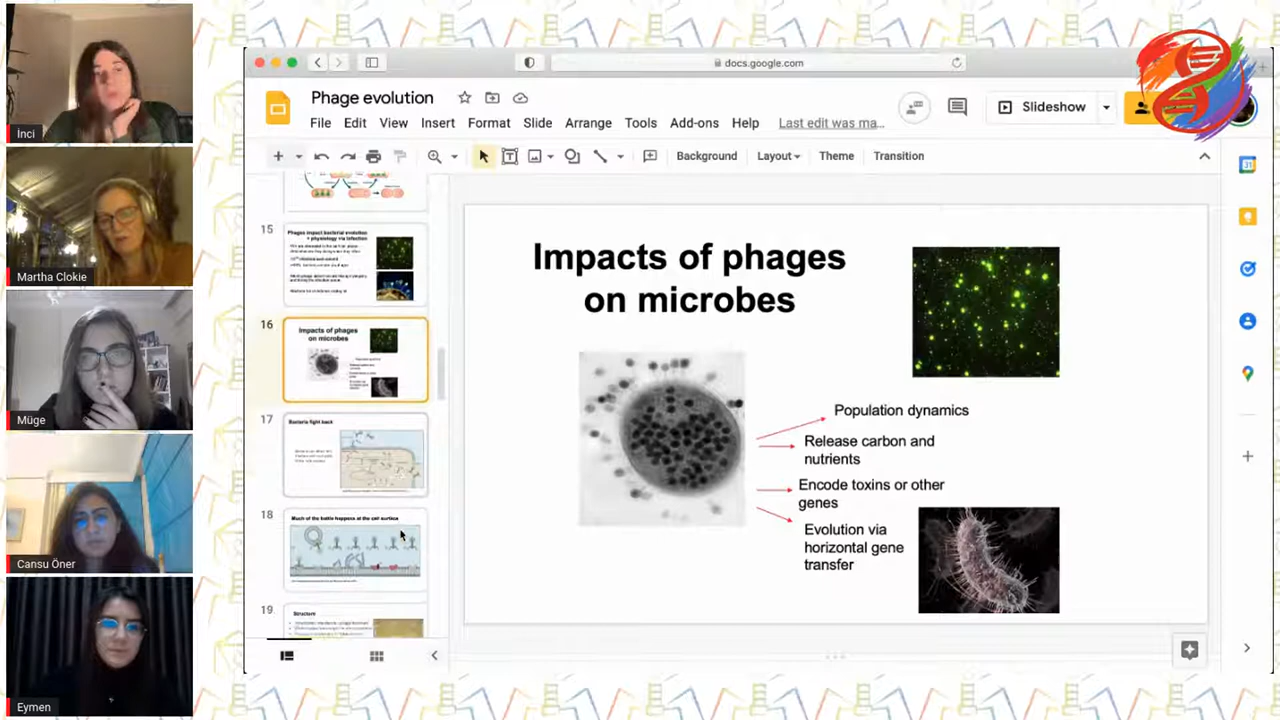 İnci
Martha Clokie
Müge
Cansu Öner
Eymen
docs.google.com
Phage evolution
File Edit View Insert Slide Arrange Tools Add-ons Help Last edit was ma...
Slideshow
Background Layout Theme Transition
15
Phages impact bacterial evolution
+ physiology via infection
16
Impacts of phages
on microbes
17
Bacteria fight back
18
Much of the battle happens at the cell surface
19
Structure
Impacts of phages
on microbes
Population dynamics
Release carbon and
nutrients
Encode toxins or other
genes
Evolution via
horizontal gene
transfer